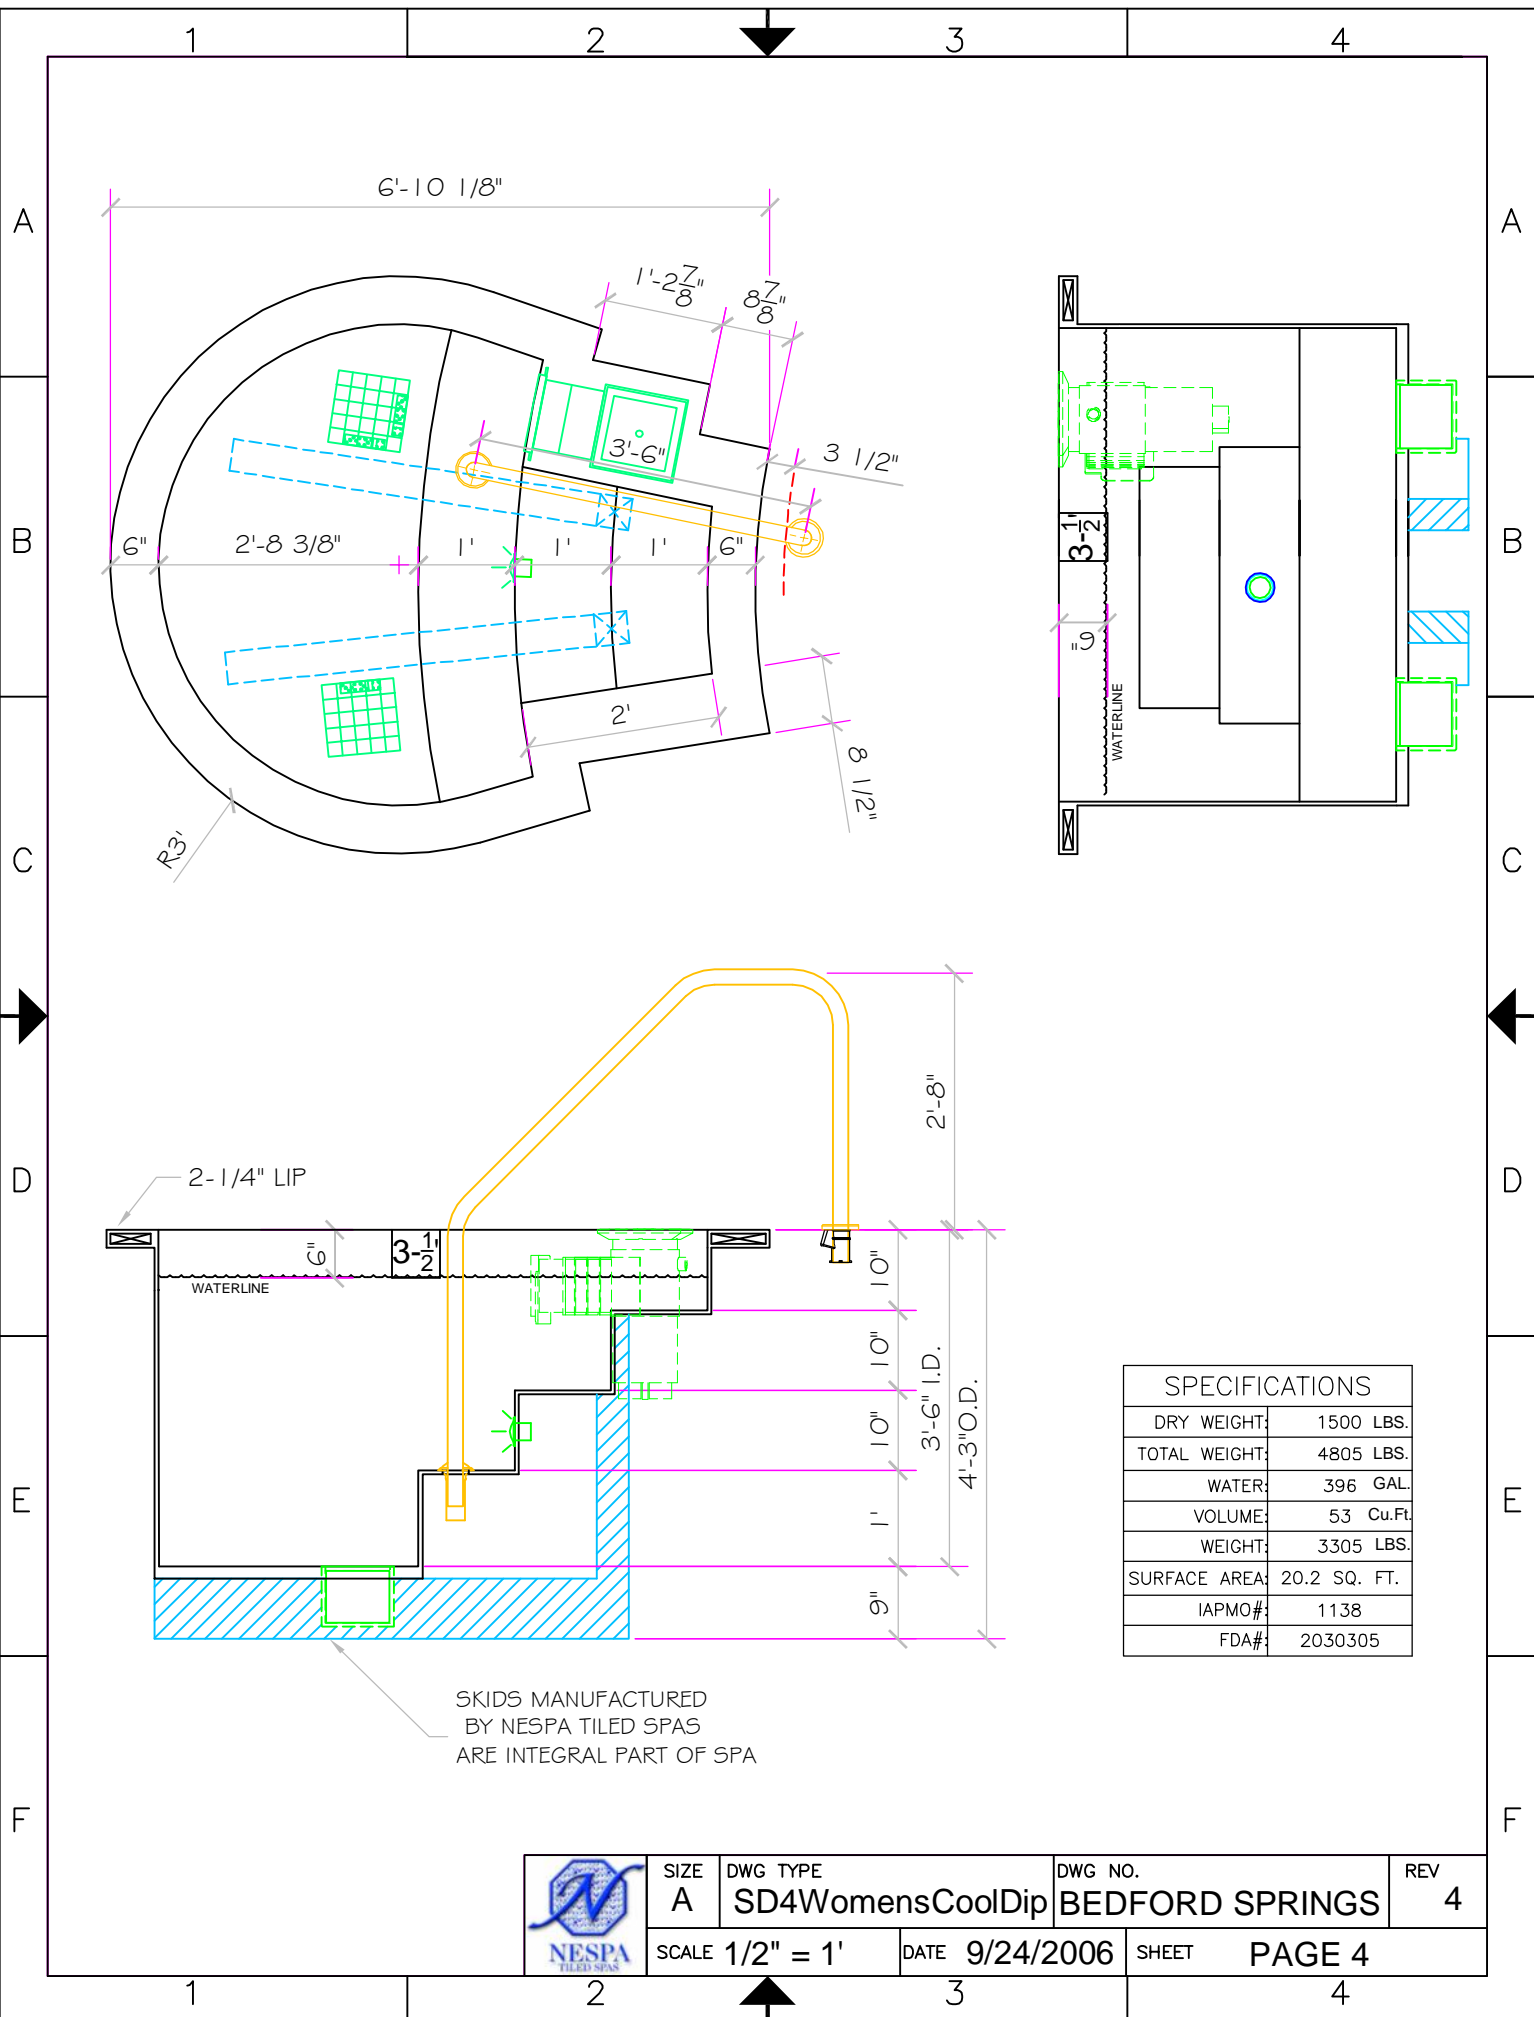 1 2 3 4
A A
B B
C C
D D
E E
F F
6'-10 1/8"
1'-2 7/8"
8 7/8"
3'-6"
3 1/2"
6" 2'-8 3/8" 1' 1' 1' 6"
2'
8 1/2"
R3'
3-1/2'
6"
WATERLINE
2'-8"
2-1/4" LIP
6"
3-1/2'
WATERLINE
10"
10"
10"
1'
9"
3'-6" I.D.
4'-3"O.D.
SPECIFICATIONS
DRY WEIGHT: 1500 LBS.
TOTAL WEIGHT: 4805 LBS.
WATER: 396 GAL.
VOLUME: 53 Cu.Ft.
WEIGHT: 3305 LBS.
SURFACE AREA: 20.2 SQ. FT.
IAPMO#: 1138
FDA#: 2030305
SKIDS MANUFACTURED
BY NESPA TILED SPAS
ARE INTEGRAL PART OF SPA
N
NESPA
TILED SPAS
SIZE A
DWG TYPE SD4WomensCoolDip
DWG NO. BEDFORD SPRINGS
REV 4
SCALE 1/2" = 1'
DATE 9/24/2006
SHEET PAGE 4
1 2 3 4